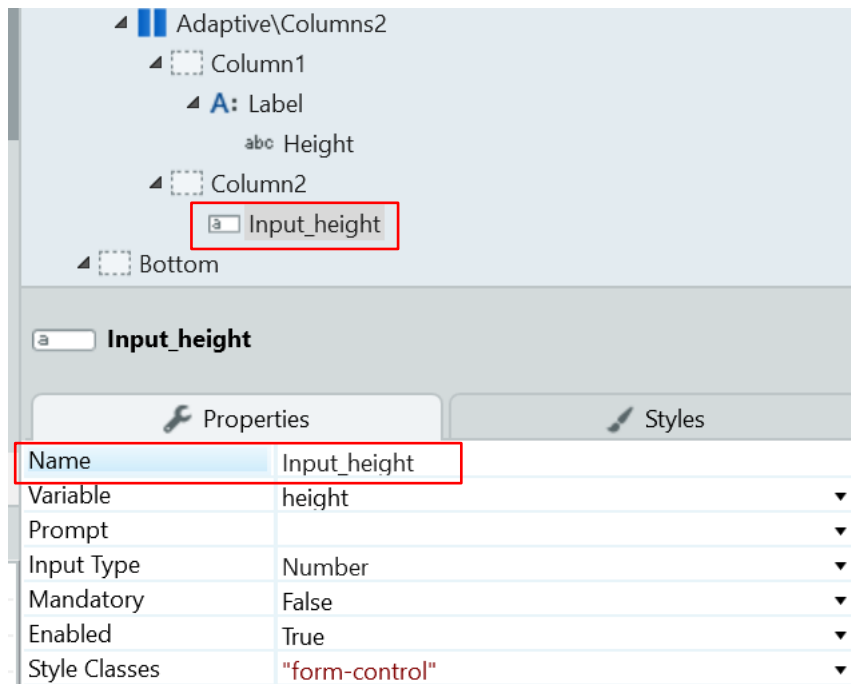 Adaptive\Columns2
Column1
A: Label
abc Height
Column2
a Input_height
Bottom
a Input_height
Properties Styles
Name Input_height
Variable height
Prompt
Input Type Number
Mandatory False
Enabled True
Style Classes "form-control"